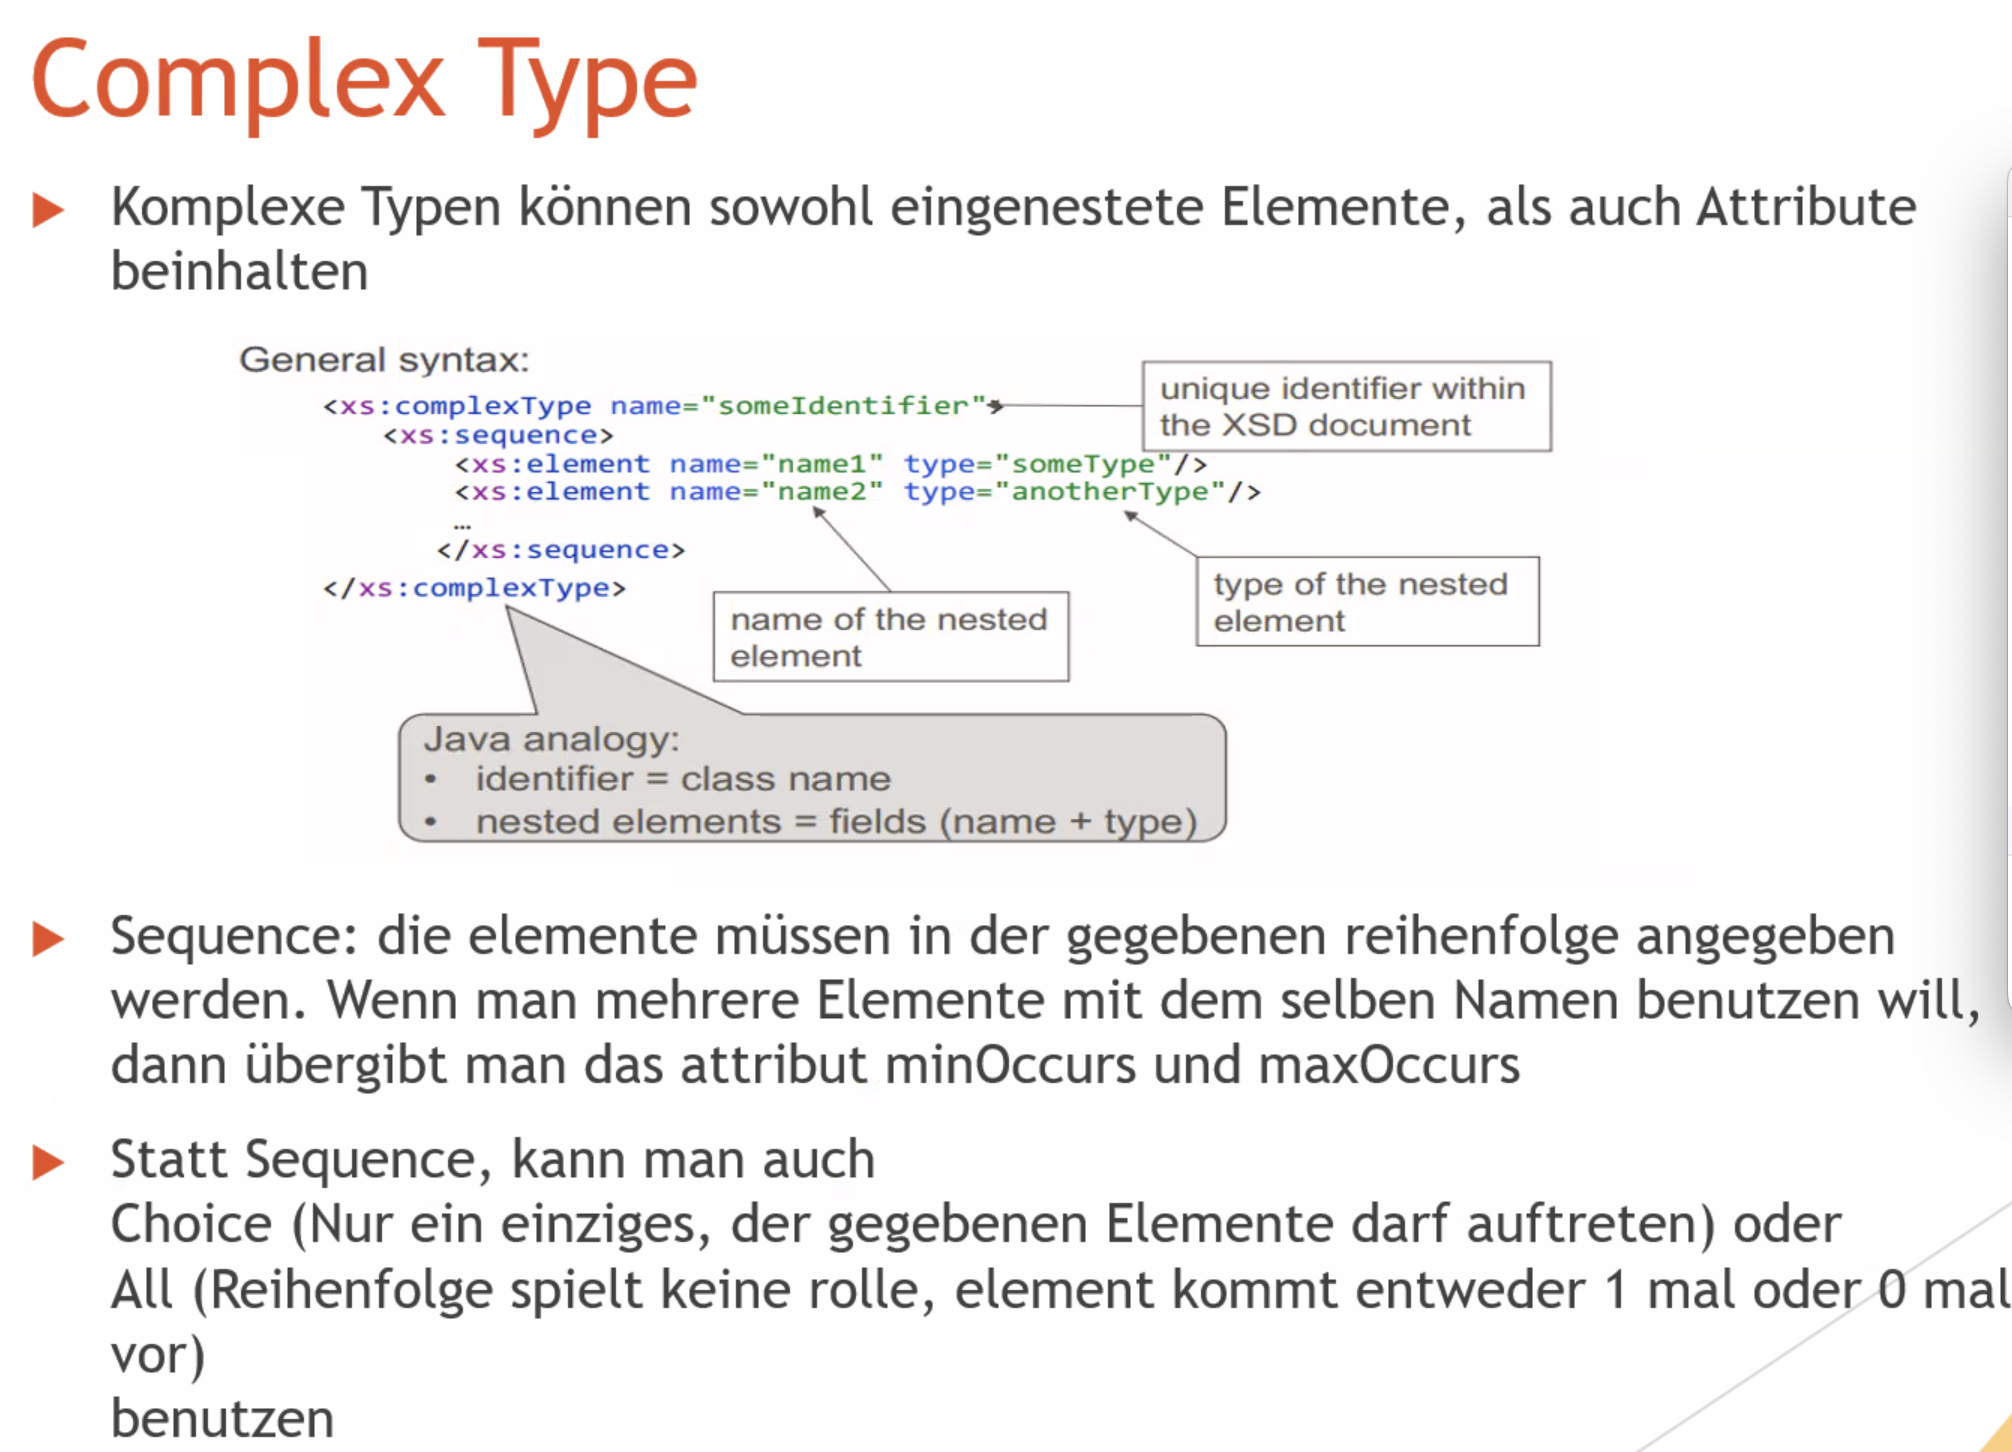 Complex Type
Komplexe Typen können sowohl eingenestete Elemente, als auch Attribute
beinhalten
General syntax:
<xs:complexType name="someIdentifier">
<xs:sequence>
<xs:element name="name1" type="someType"/>
<xs:element name="name2" type="anotherType"/>
…
</xs:sequence>
</xs:complexType>
unique identifier within
the XSD document
name of the nested
element
type of the nested
element
Java analogy:
• identifier = class name
• nested elements = fields (name + type)
Sequence: die elemente müssen in der gegebenen reihenfolge angegeben
werden. Wenn man mehrere Elemente mit dem selben Namen benutzen will,
dann übergibt man das attribut minOccurs und maxOccurs
Statt Sequence, kann man auch
Choice (Nur ein einziges, der gegebenen Elemente darf auftreten) oder
All (Reihenfolge spielt keine rolle, element kommt entweder 1 mal oder 0 mal
vor)
benutzen